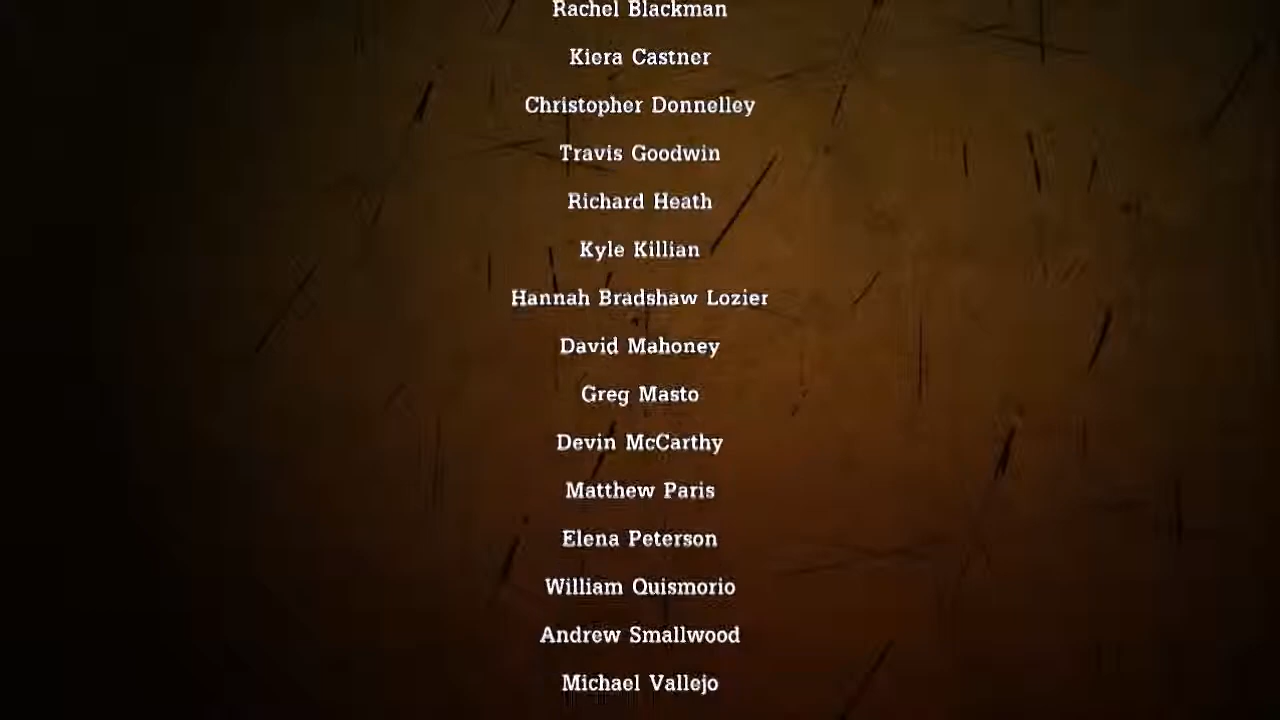 Rachel Blackman
Kiera Castner
Christopher Donnelley
Travis Goodwin
Richard Heath
Kyle Killian
Hannah Bradshaw Lozier
David Mahoney
Greg Masto
Devin McCarthy
Matthew Paris
Elena Peterson
William Quismorio
Andrew Smallwood
Michael Vallejo